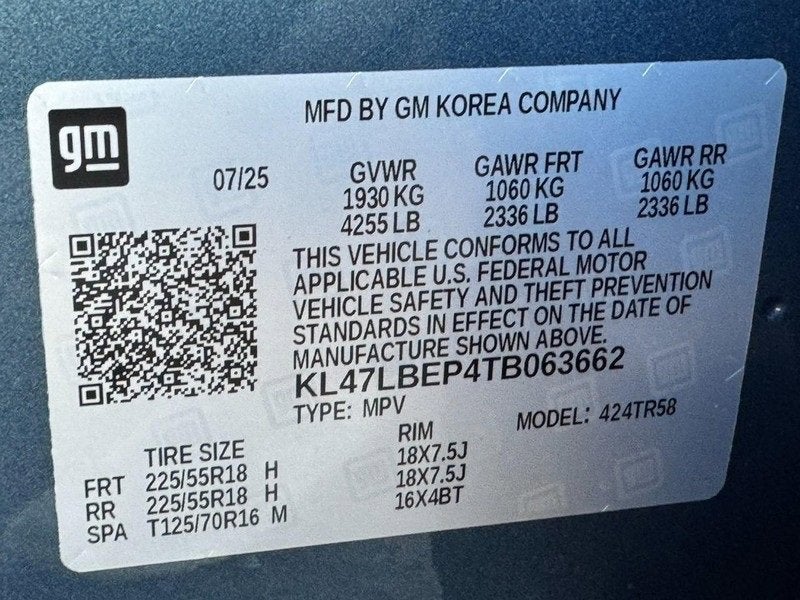 gm
MFD BY GM KOREA COMPANY
07/25
GVWR GAWR FRT GAWR RR
1930 KG 1060 KG 1060 KG
4255 LB 2336 LB 2336 LB
THIS VEHICLE CONFORMS TO ALL
APPLICABLE U.S. FEDERAL MOTOR
VEHICLE SAFETY AND THEFT PREVENTION
STANDARDS IN EFFECT ON THE DATE OF
MANUFACTURE SHOWN ABOVE.
KL47LBEP4TB063662
TYPE: MPV MODEL: 424TR58
TIRE SIZE RIM
FRT 225/55R18 H 18X7.5J
RR 225/55R18 H 18X7.5J
SPA T125/70R16 M 16X4BT